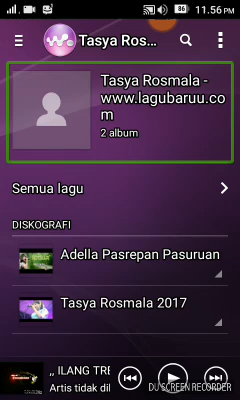 11.56 PM
Tasya Ros...
Tasya Rosmala -
www.lagubaruu.co
m
2 album
Semua lagu
DISKOGRAFI
Adella Pasrepan Pasuruan
Tasya Rosmala 2017
,, ILANG TRE
Artis tidak di
DU SCREEN RECORDER